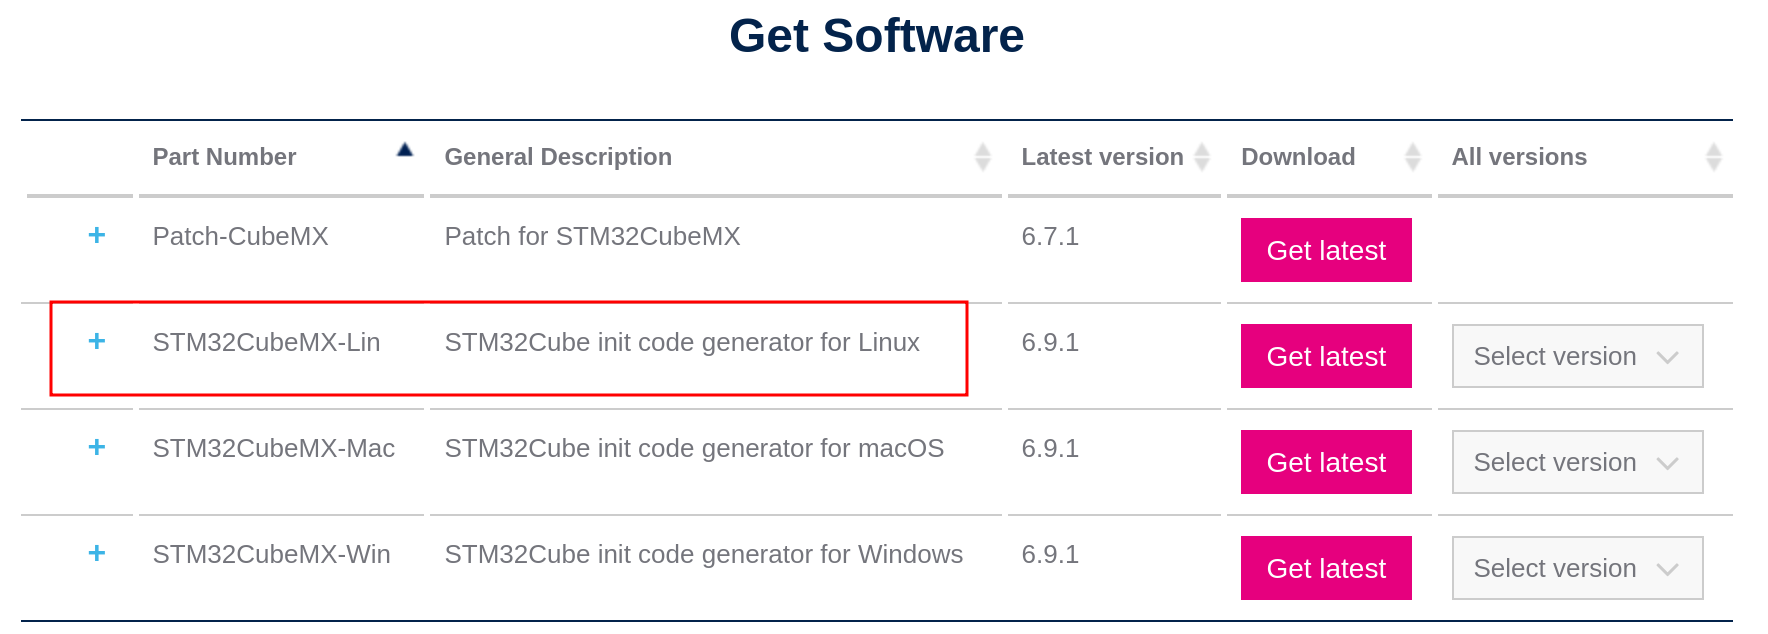 Get Software
Part Number General Description Latest version Download All versions
+ Patch-CubeMX Patch for STM32CubeMX 6.7.1 Get latest
+ STM32CubeMX-Lin STM32Cube init code generator for Linux 6.9.1 Get latest Select version
+ STM32CubeMX-Mac STM32Cube init code generator for macOS 6.9.1 Get latest Select version
+ STM32CubeMX-Win STM32Cube init code generator for Windows 6.9.1 Get latest Select version